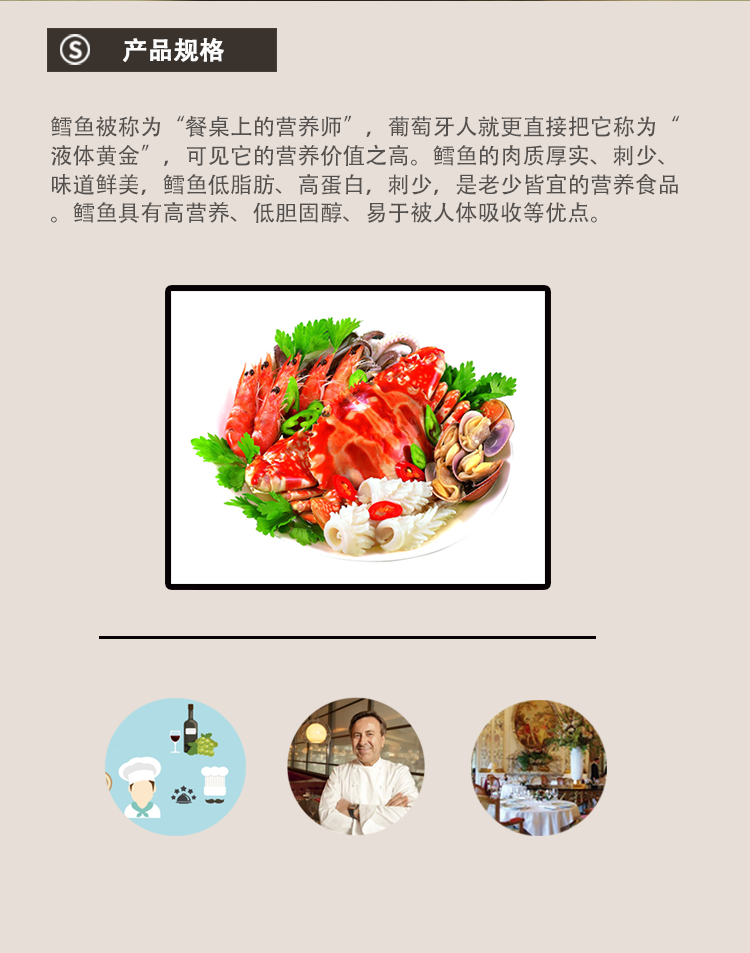 S 产品规格
鳕鱼被称为“餐桌上的营养师”，葡萄牙人就更直接把它称为“
液体黄金”，可见它的营养价值之高。鳕鱼的肉质厚实、刺少、
味道鲜美，鳕鱼低脂肪、高蛋白，刺少，是老少皆宜的营养食品
。鳕鱼具有高营养、低胆固醇、易于被人体吸收等优点。